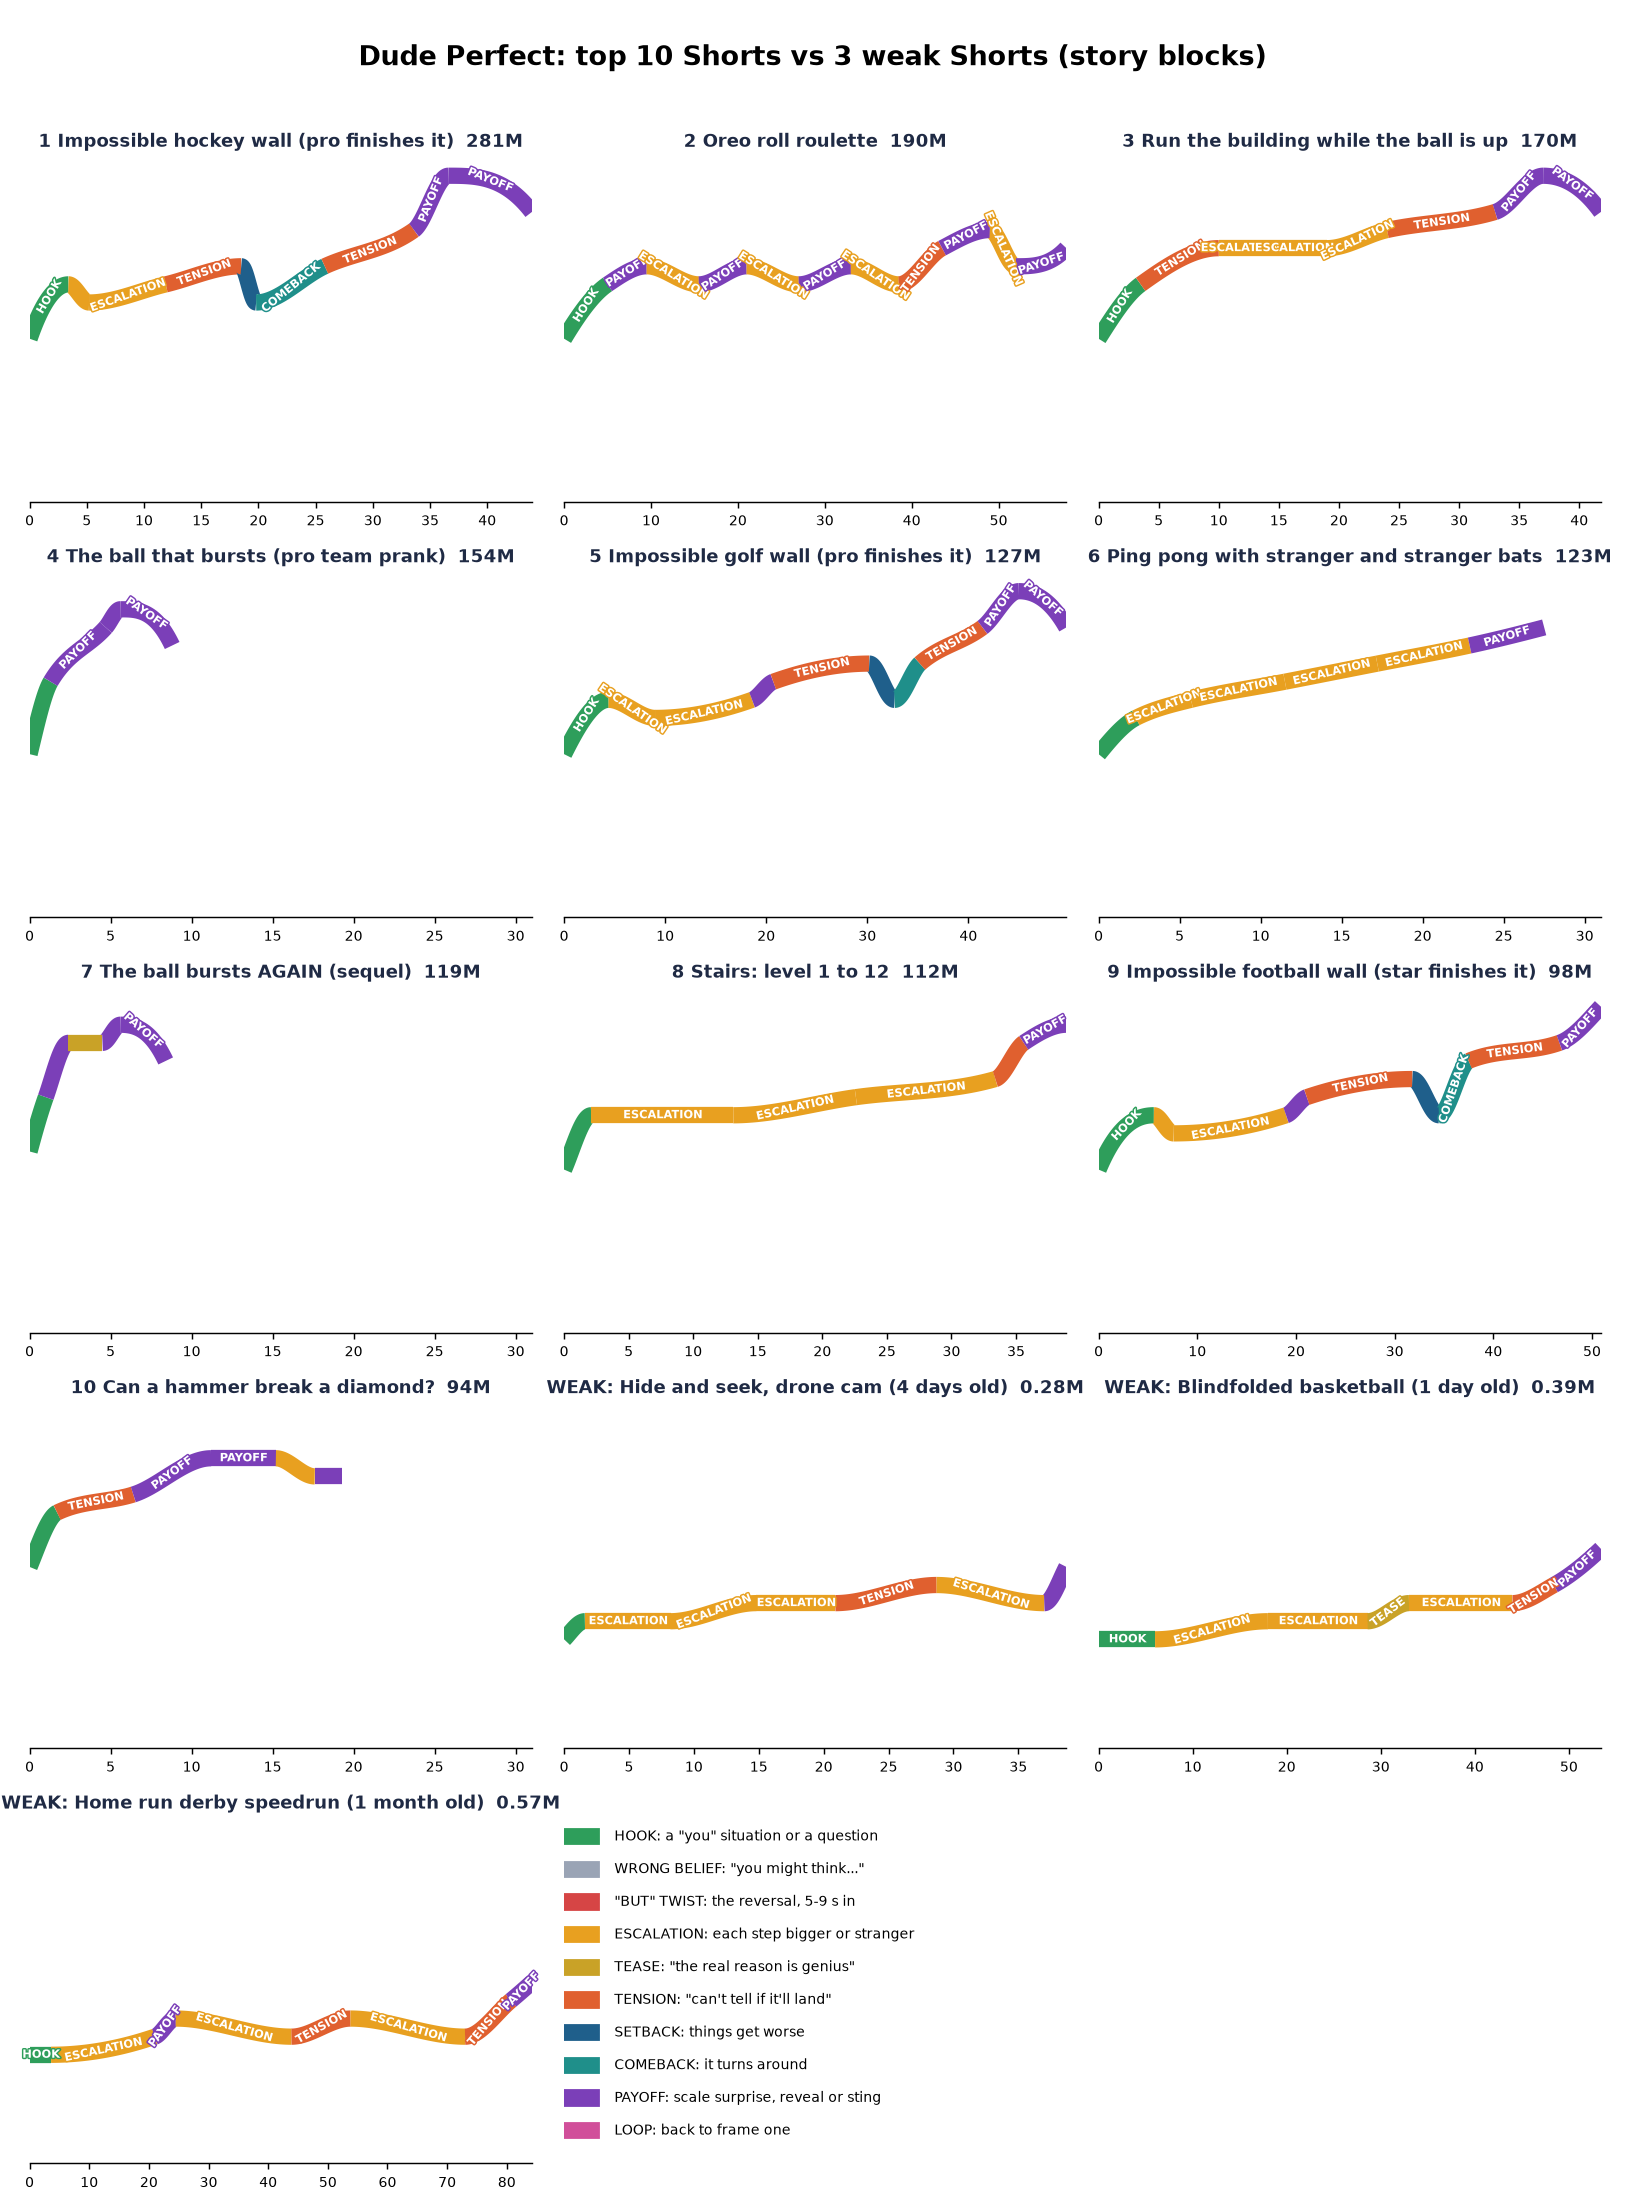 Dude Perfect: top 10 Shorts vs 3 weak Shorts (story blocks)
1 Impossible hockey wall (pro finishes it)  281M
HOOK
ESCALATION
TENSION
COMEBACK
TENSION
PAYOFF
PAYOFF
0 5 10 15 20 25 30 35 40
2 Oreo roll roulette  190M
HOOK
PAYOFF
ESCALATION
PAYOFF
ESCALATION
PAYOFF
ESCALATION
TENSION
PAYOFF
ESCALATION
PAYOFF
0 10 20 30 40 50
3 Run the building while the ball is up  170M
HOOK
TENSION
ESCALATION
ESCALATION
ESCALATION
TENSION
PAYOFF
PAYOFF
0 5 10 15 20 25 30 35 40
4 The ball that bursts (pro team prank)  154M
PAYOFF
PAYOFF
0 5 10 15 20 25 30
5 Impossible golf wall (pro finishes it)  127M
HOOK
ESCALATION
ESCALATION
TENSION
TENSION
PAYOFF
PAYOFF
0 10 20 30 40
6 Ping pong with stranger and stranger bats  123M
ESCALATION
ESCALATION
ESCALATION
ESCALATION
PAYOFF
0 5 10 15 20 25 30
7 The ball bursts AGAIN (sequel)  119M
PAYOFF
0 5 10 15 20 25 30
8 Stairs: level 1 to 12  112M
ESCALATION
ESCALATION
ESCALATION
PAYOFF
0 5 10 15 20 25 30 35
9 Impossible football wall (star finishes it)  98M
HOOK
ESCALATION
TENSION
COMEBACK
TENSION
PAYOFF
0 10 20 30 40 50
10 Can a hammer break a diamond?  94M
TENSION
PAYOFF
PAYOFF
0 5 10 15 20 25 30
WEAK: Hide and seek, drone cam (4 days old)  0.28M
ESCALATION
ESCALATION
ESCALATION
TENSION
ESCALATION
0 5 10 15 20 25 30 35
WEAK: Blindfolded basketball (1 day old)  0.39M
HOOK
ESCALATION
ESCALATION
TEASE
ESCALATION
TENSION
PAYOFF
0 10 20 30 40 50
WEAK: Home run derby speedrun (1 month old)  0.57M
HOOK
ESCALATION
PAYOFF
ESCALATION
TENSION
ESCALATION
TENSION
PAYOFF
0 10 20 30 40 50 60 70 80
HOOK: a "you" situation or a question
WRONG BELIEF: "you might think..."
"BUT" TWIST: the reversal, 5-9 s in
ESCALATION: each step bigger or stranger
TEASE: "the real reason is genius"
TENSION: "can't tell if it'll land"
SETBACK: things get worse
COMEBACK: it turns around
PAYOFF: scale surprise, reveal or sting
LOOP: back to frame one